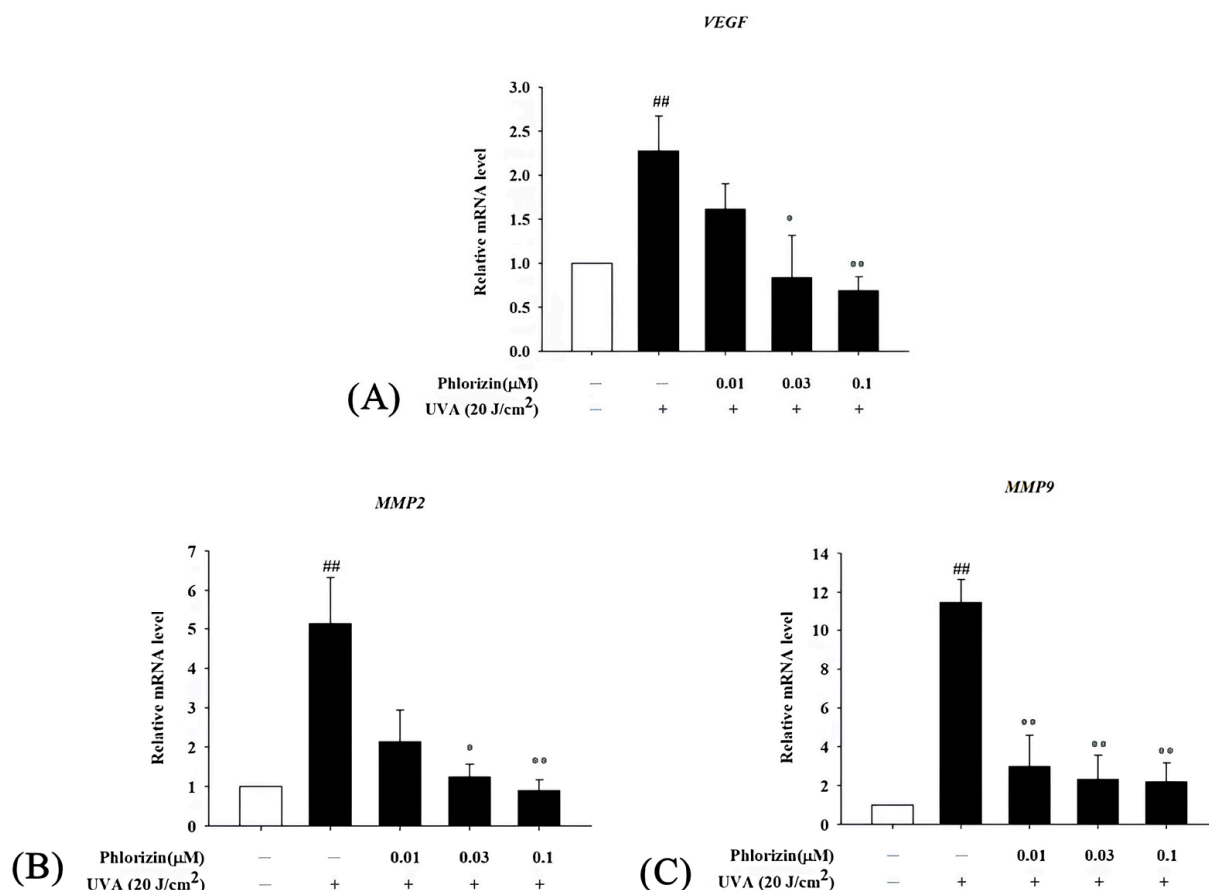 VEGF
Relative mRNA level
3.0
2.5
2.0
1.5
1.0
0.5
0.0
##
*
**
Phlorizin(μM) — — 0.01 0.03 0.1
UVA (20 J/cm²) — + + + +
(A)
MMP2
Relative mRNA level
7
6
5
4
3
2
1
0
##
*
**
Phlorizin(μM) — — 0.01 0.03 0.1
UVA (20 J/cm²) — + + + +
(B)
MMP9
Relative mRNA level
14
12
10
8
6
4
2
0
##
**
**
**
Phlorizin(μM) — — 0.01 0.03 0.1
UVA (20 J/cm²) — + + + +
(C)